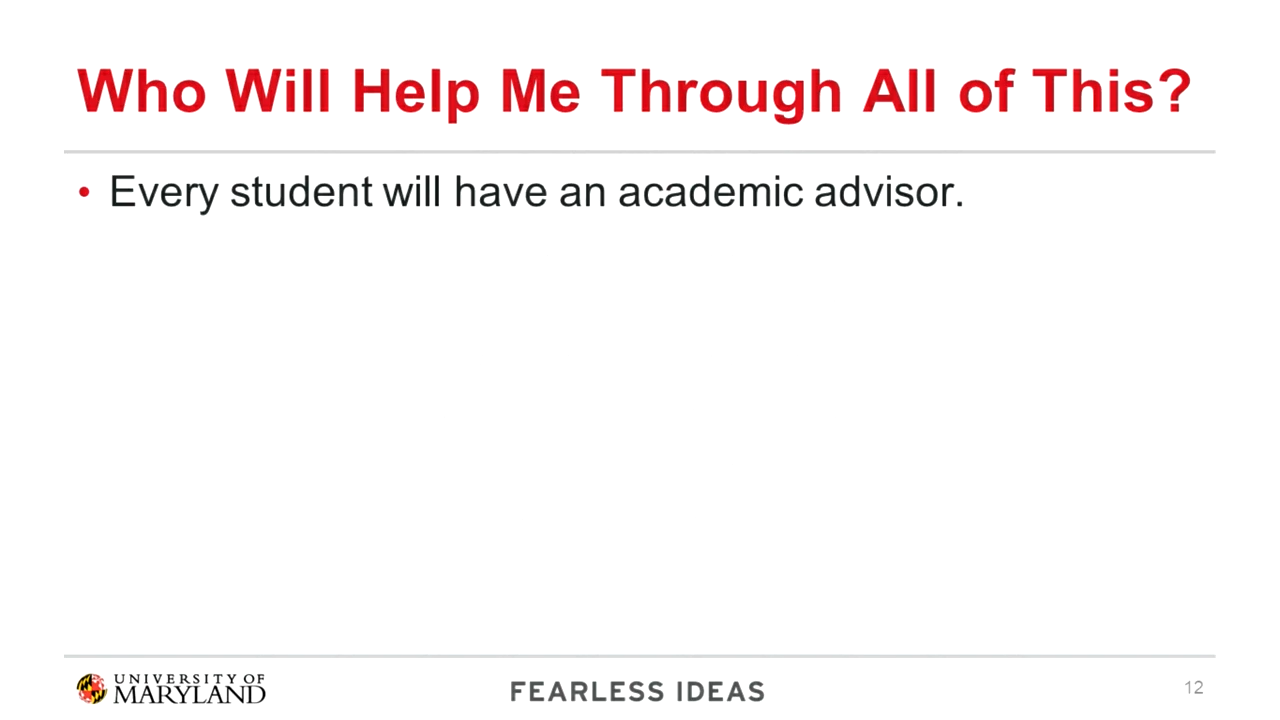 Who Will Help Me Through All of This?
• Every student will have an academic advisor.
UNIVERSITY OF
MARYLAND
FEARLESS IDEAS
12